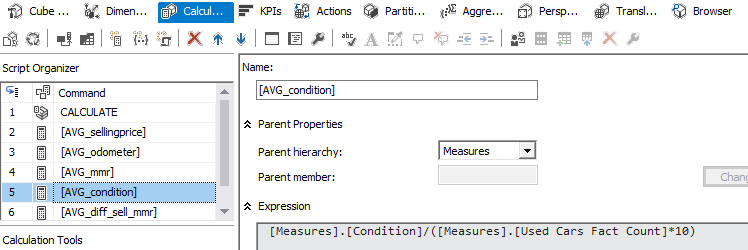 Cube ... Dimen... Calcul... KPIs Actions Partiti... Aggre... Persp... Transl... Browser
Script Organizer
Command
1 CALCULATE
2 [AVG_sellingprice]
3 [AVG_odometer]
4 [AVG_mmr]
5 [AVG_condition]
6 [AVG_diff_sell_mmr]
Calculation Tools
Name:
[AVG_condition]
Parent Properties
Parent hierarchy: Measures
Parent member: Chang
Expression
[Measures].[Condition]/([Measures].[Used Cars Fact Count]*10)